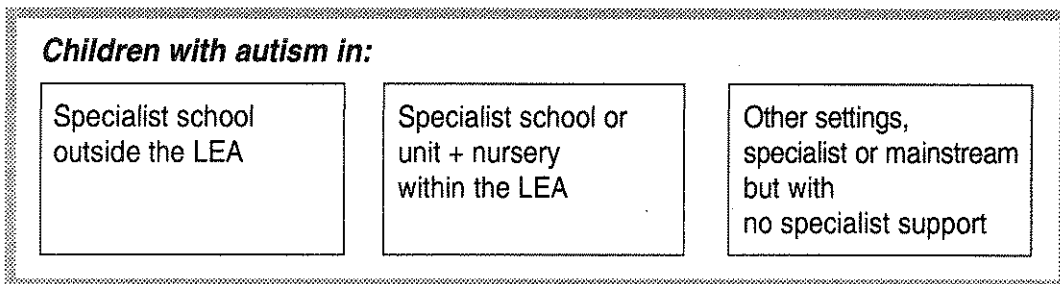 Children with autism in:
Specialist school
outside the LEA
Specialist school or
unit + nursery
within the LEA
Other settings,
specialist or mainstream
but with
no specialist support